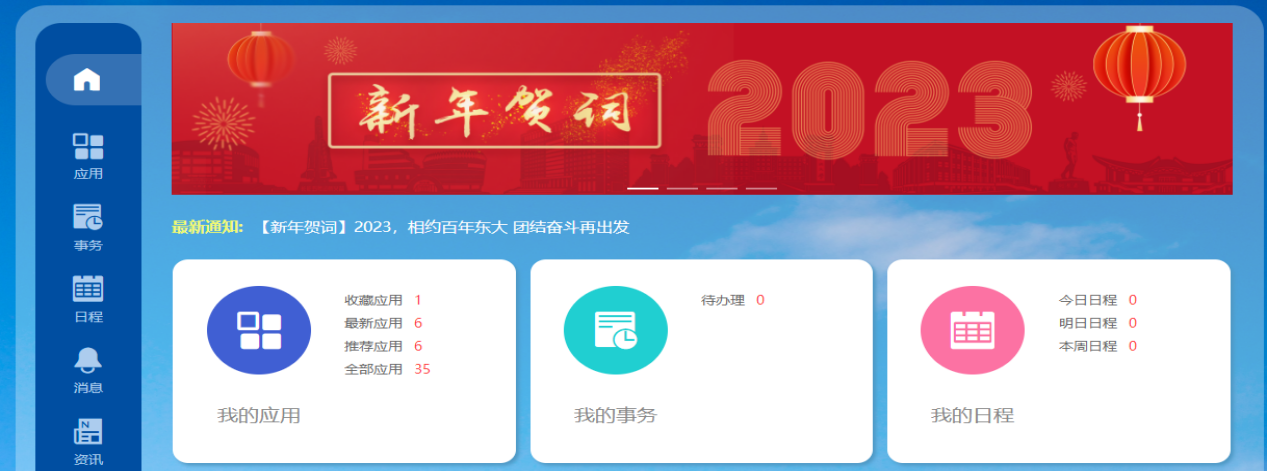 新年贺词
2023
最新通知: 【新年贺词】2023，相约百年东大 团结奋斗再出发
应用
事务
日程
消息
资讯
收藏应用 1
最新应用 6
推荐应用 6
全部应用 35
我的应用
待办理 0
我的事务
今日日程 0
明日日程 0
本周日程 0
我的日程